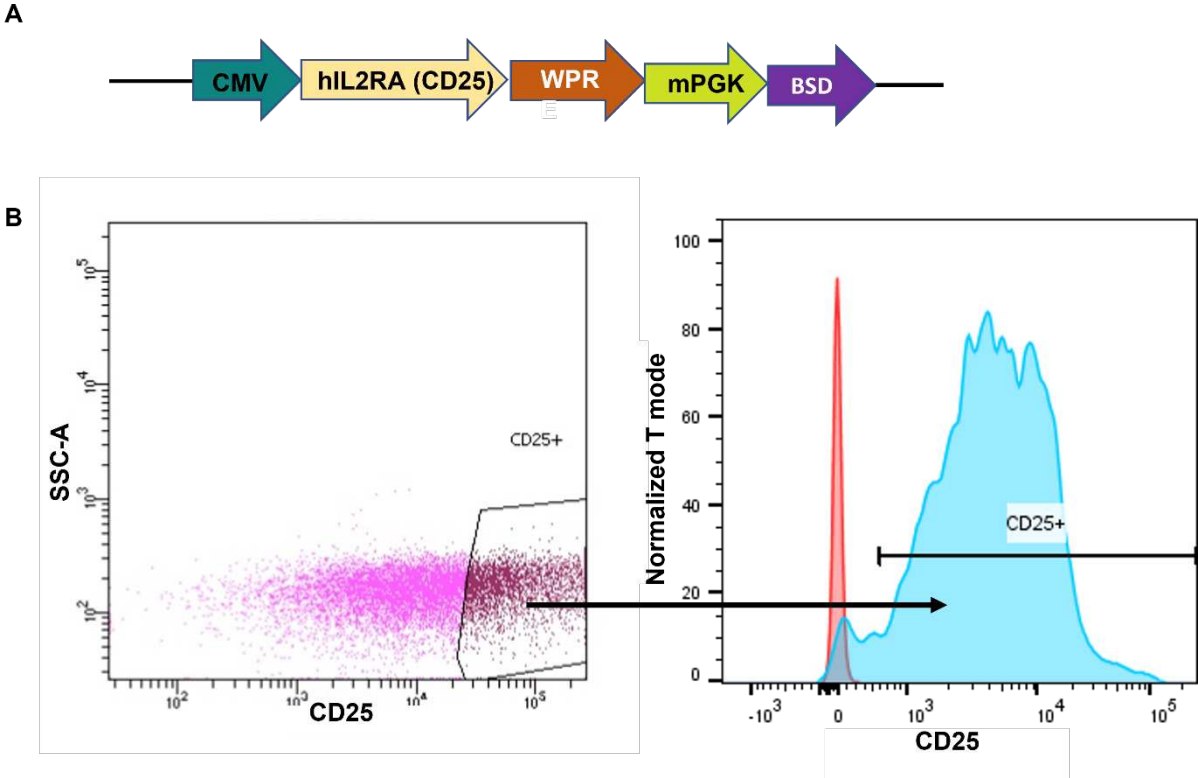 A
CMV hIL2RA (CD25) WPR mPGK BSD
E
B
10^5
10^4
10^3
10^2
SSC-A
CD25+
10^2 10^3 10^4 10^5
CD25
100
80
60
40
20
0
Normalized T mode
CD25+
-10^3 0 10^3 10^4 10^5
CD25